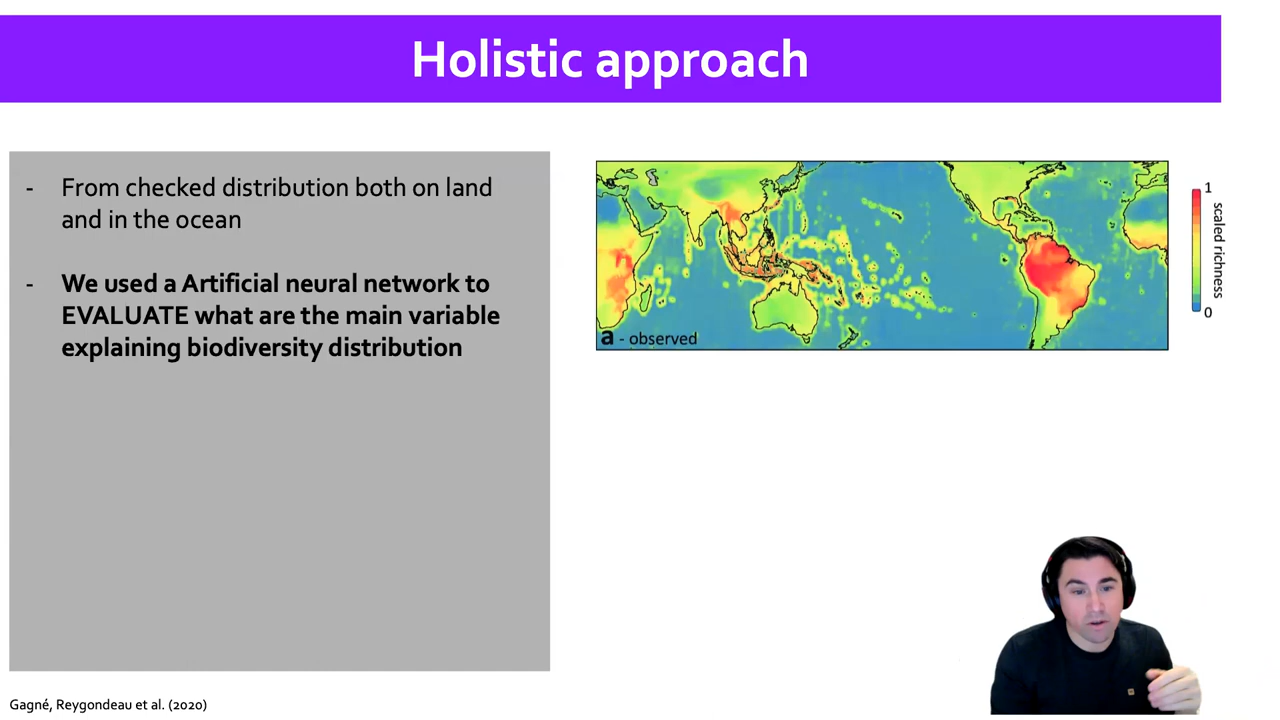 Holistic approach
- From checked distribution both on land
and in the ocean
- We used a Artificial neural network to
EVALUATE what are the main variable
explaining biodiversity distribution
a - observed
1
scaled richness
0
Gagné, Reygondeau et al. (2020)